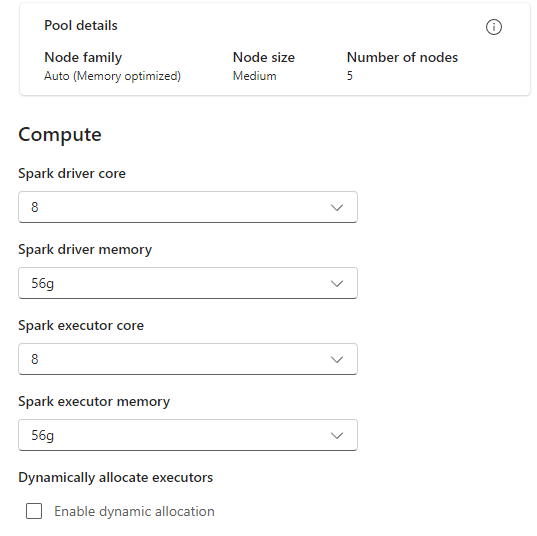 Pool details
Node family Node size Number of nodes
Auto (Memory optimized) Medium 5
Compute
Spark driver core
8
Spark driver memory
56g
Spark executor core
8
Spark executor memory
56g
Dynamically allocate executors
Enable dynamic allocation